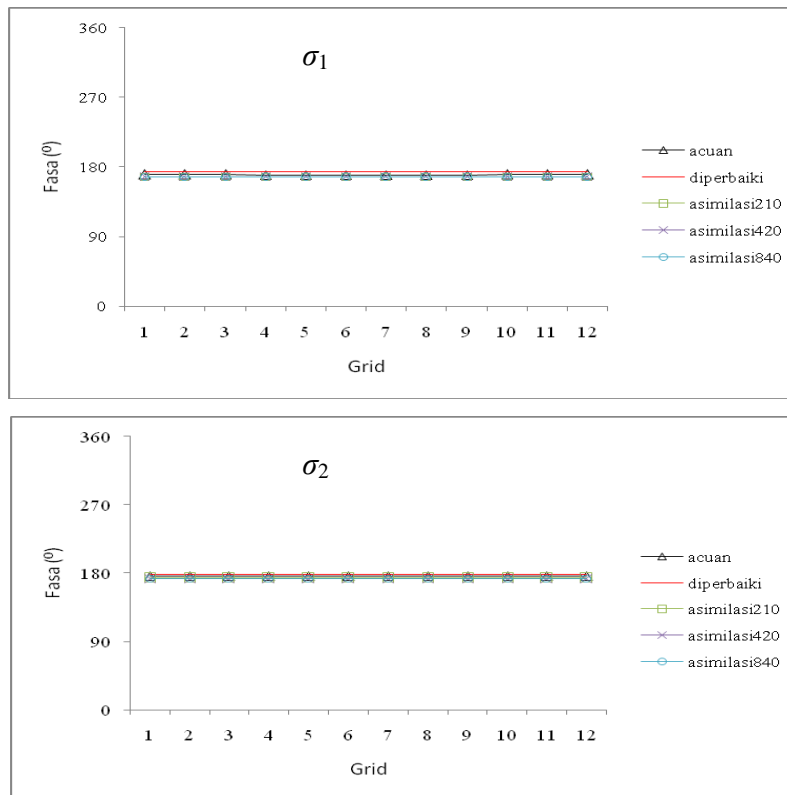 σ1
Fasa (º)
360
270
180
90
0
1 2 3 4 5 6 7 8 9 10 11 12
Grid
acuan
diperbaiki
asimilasi210
asimilasi420
asimilasi840
σ2
Fasa (º)
360
270
180
90
0
1 2 3 4 5 6 7 8 9 10 11 12
Grid
acuan
diperbaiki
asimilasi210
asimilasi420
asimilasi840